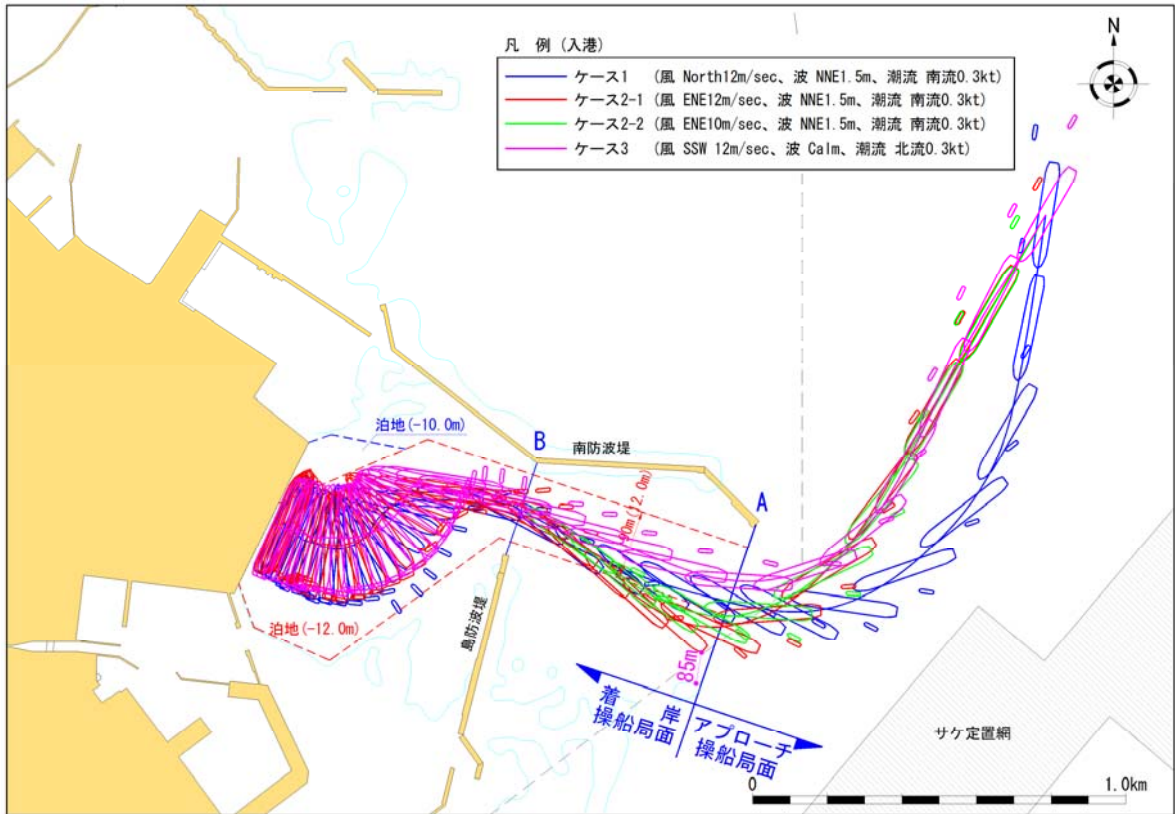 凡 例 (入港)
ケース1 (風 North12m/sec、波 NNE1.5m、潮流 南流0.3kt)
ケース2-1 (風 ENE12m/sec、波 NNE1.5m、潮流 南流0.3kt)
ケース2-2 (風 ENE10m/sec、波 NNE1.5m、潮流 南流0.3kt)
ケース3 (風 SSW 12m/sec、波 Calm、潮流 北流0.3kt)
N
泊地(-10.0m)
B
南防波堤
A
泊地(-12.0m)
島防波堤
85m
着 岸
操船局面
アプローチ
操船局面
サケ定置網
0
1.0km